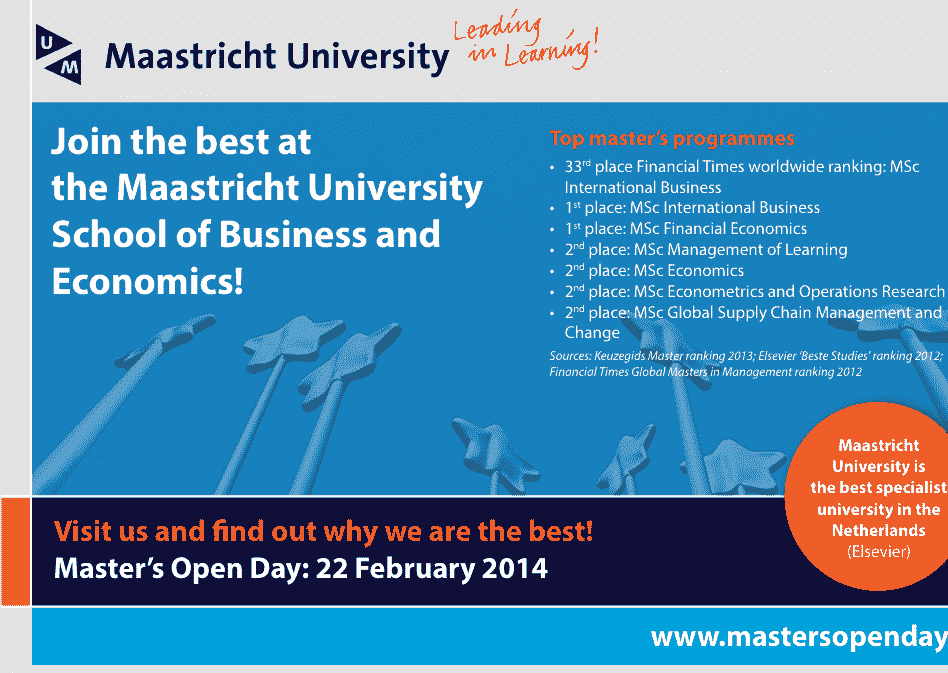 U
M
Maastricht University
Leading
in Learning!
Join the best at
the Maastricht University
School of Business and
Economics!
Top master's programmes
• 33rd place Financial Times worldwide ranking: MSc
International Business
• 1st place: MSc International Business
• 1st place: MSc Financial Economics
• 2nd place: MSc Management of Learning
• 2nd place: MSc Economics
• 2nd place: MSc Econometrics and Operations Research
• 2nd place: MSc Global Supply Chain Management and
Change
Sources: Keuzegids Master ranking 2013; Elsevier 'Beste Studies' ranking 2012;
Financial Times Global Masters in Management ranking 2012
Maastricht
University is
the best specialist
university in the
Netherlands
(Elsevier)
Visit us and find out why we are the best!
Master's Open Day: 22 February 2014
www.mastersopenday